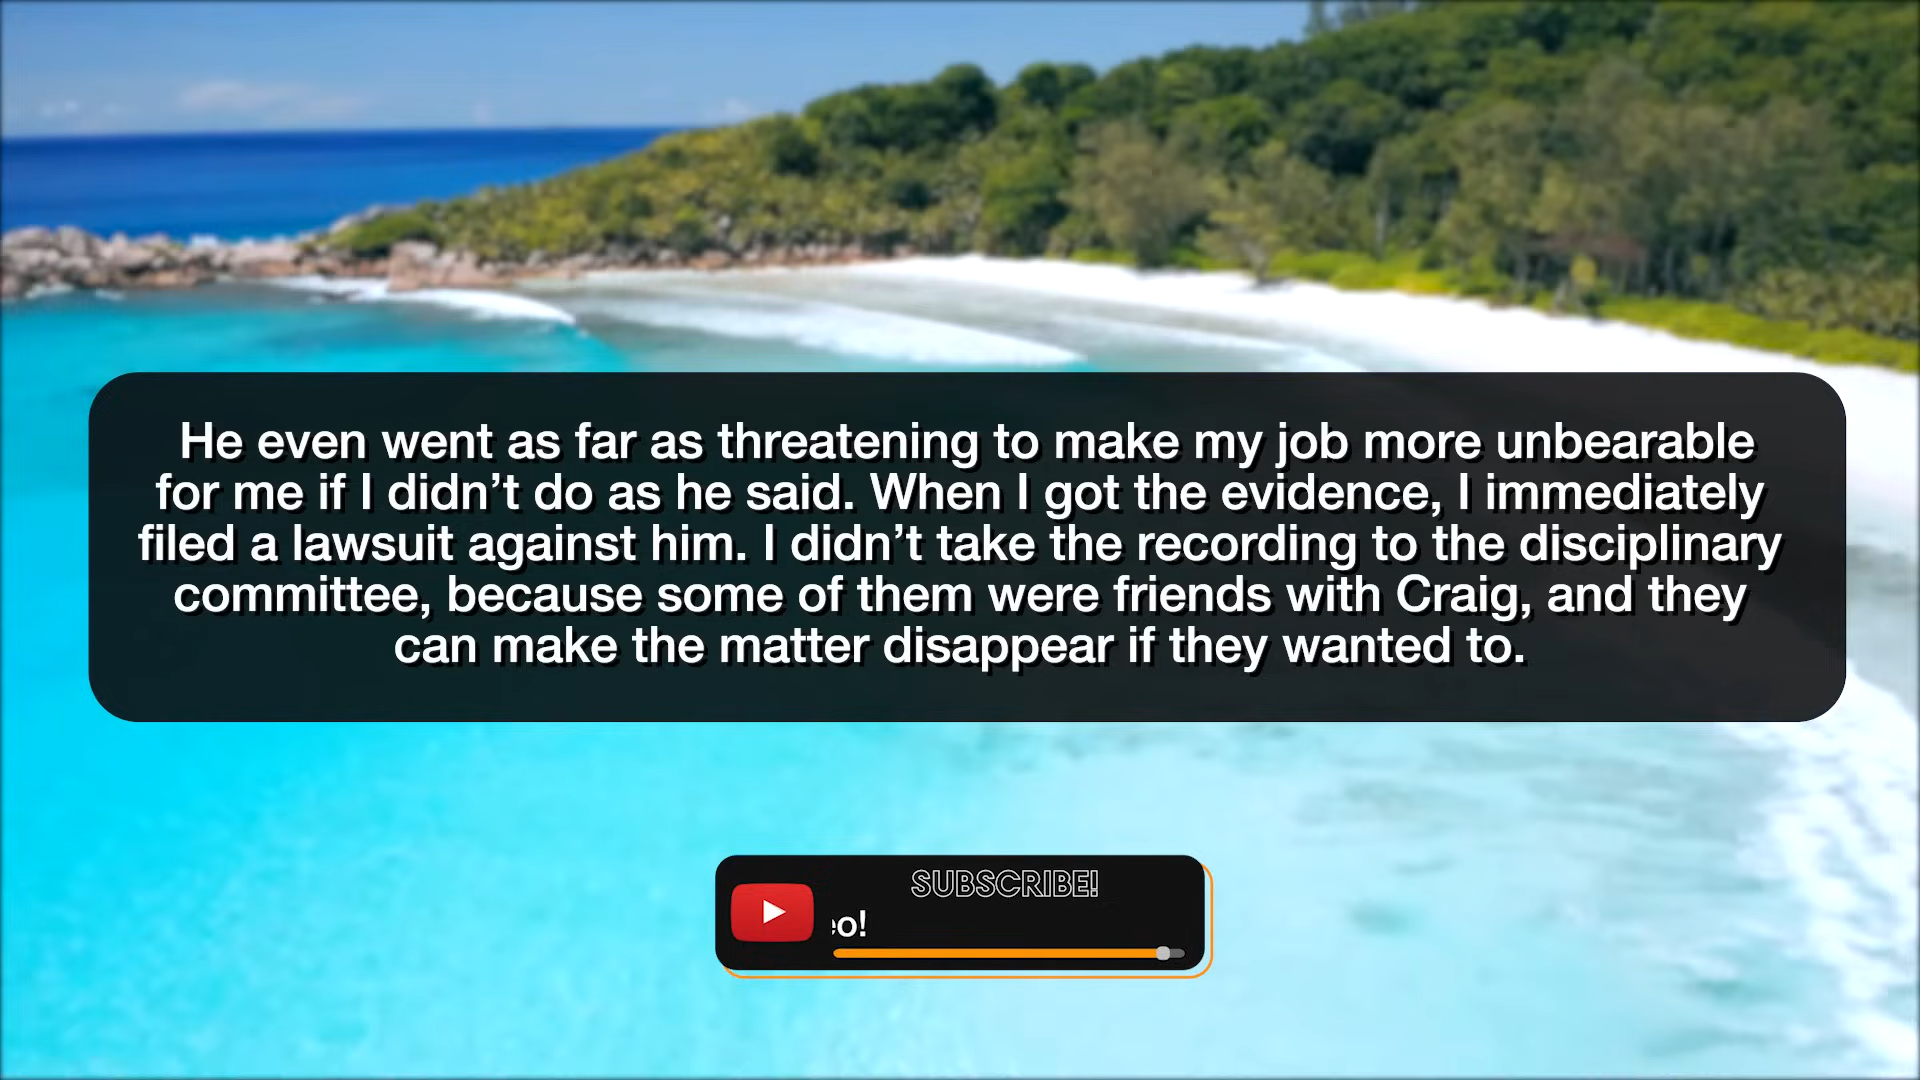 He even went as far as threatening to make my job more unbearable
for me if I didn’t do as he said. When I got the evidence, I immediately
filed a lawsuit against him. I didn’t take the recording to the disciplinary
committee, because some of them were friends with Craig, and they
can make the matter disappear if they wanted to.
SUBSCRIBE!